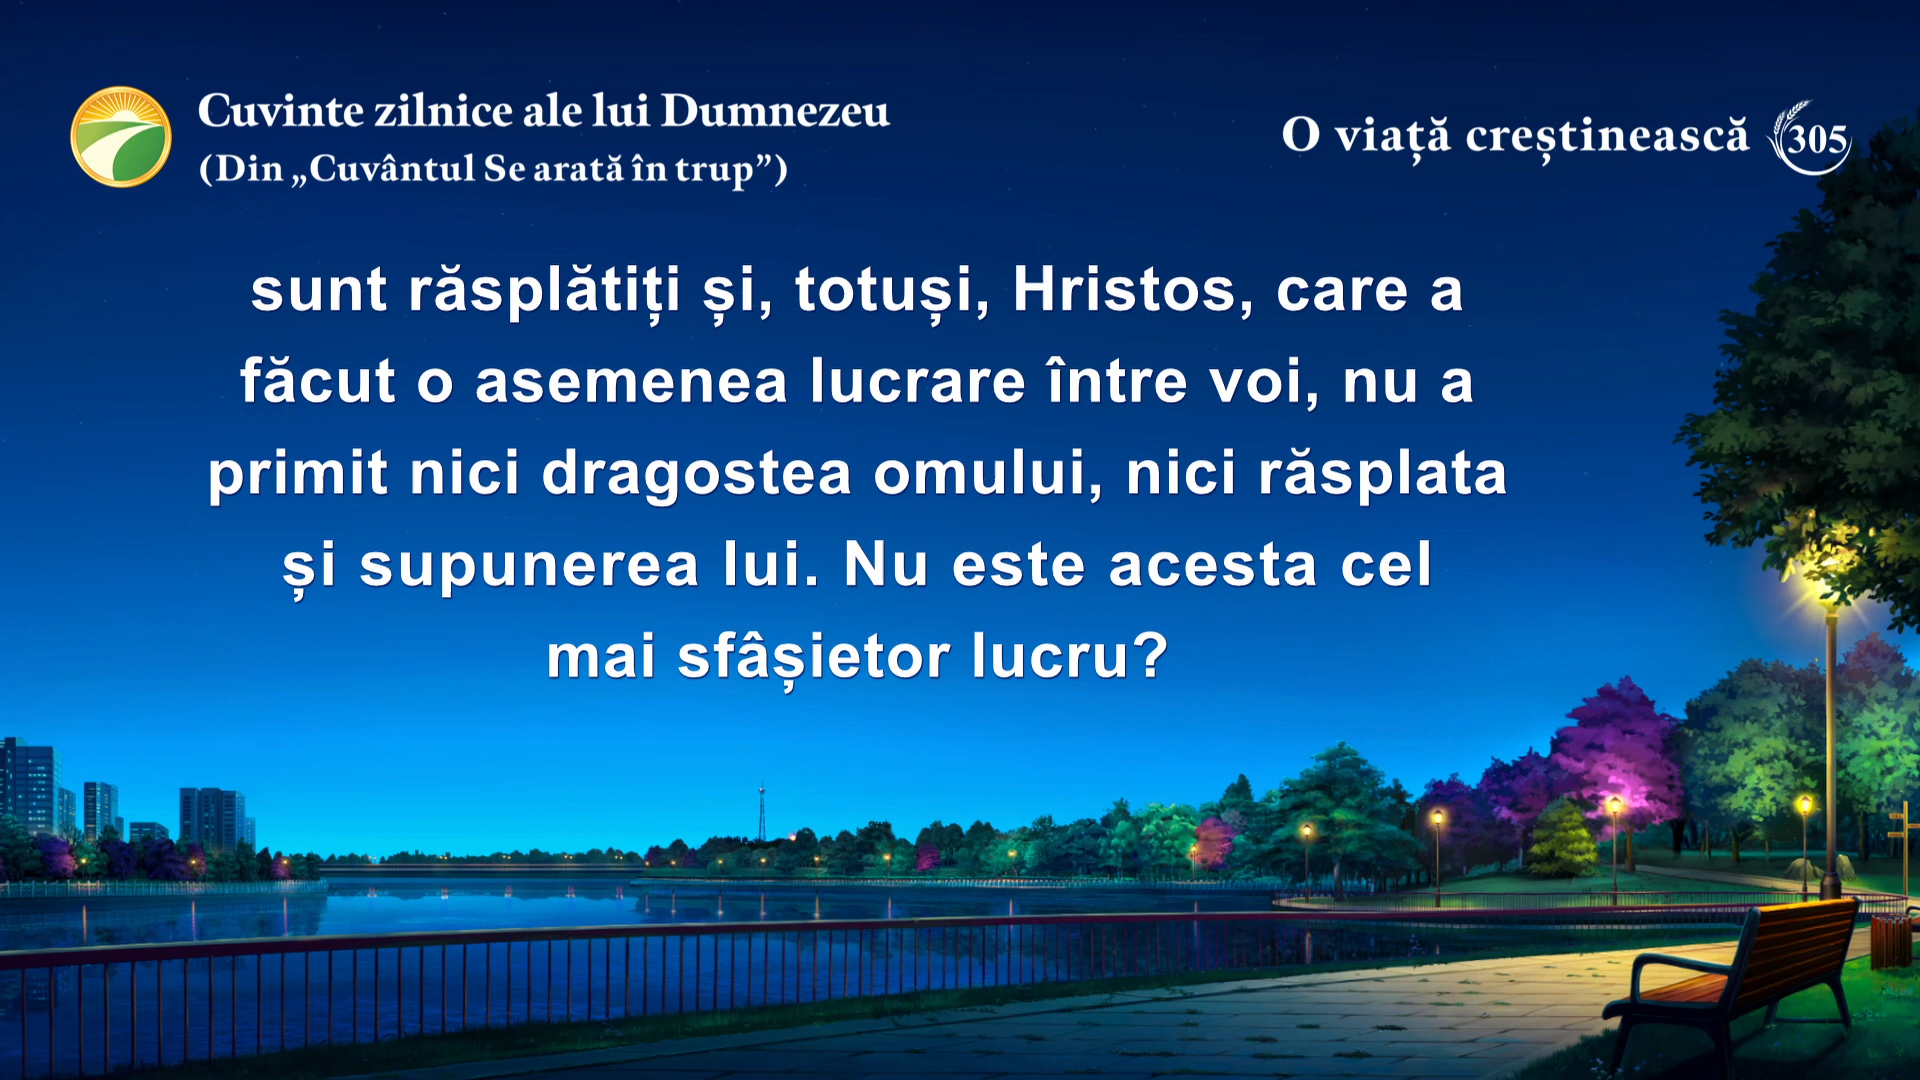 Cuvinte zilnice ale lui Dumnezeu
(Din „Cuvântul Se arată în trup”)
O viață creștinească 305
sunt răsplătiți și, totuși, Hristos, care a
făcut o asemenea lucrare între voi, nu a
primit nici dragostea omului, nici răsplata
și supunerea lui. Nu este acesta cel
mai sfâșietor lucru?